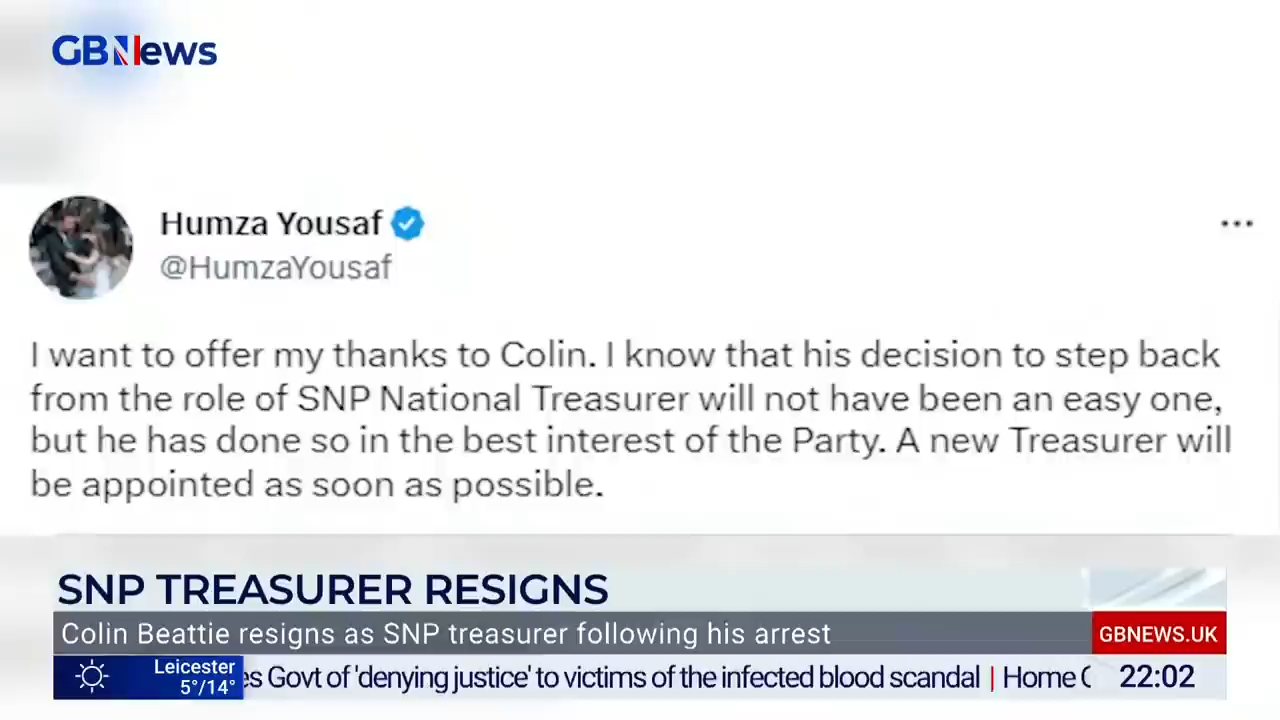 GBNews
Humza Yousaf
@HumzaYousaf
I want to offer my thanks to Colin. I know that his decision to step back
from the role of SNP National Treasurer will not have been an easy one,
but he has done so in the best interest of the Party. A new Treasurer will
be appointed as soon as possible.
SNP TREASURER RESIGNS
Colin Beattie resigns as SNP treasurer following his arrest
GBNEWS.UK
Leicester
5°/14°
Govt of 'denying justice' to victims of the infected blood scandal | Home
22:02